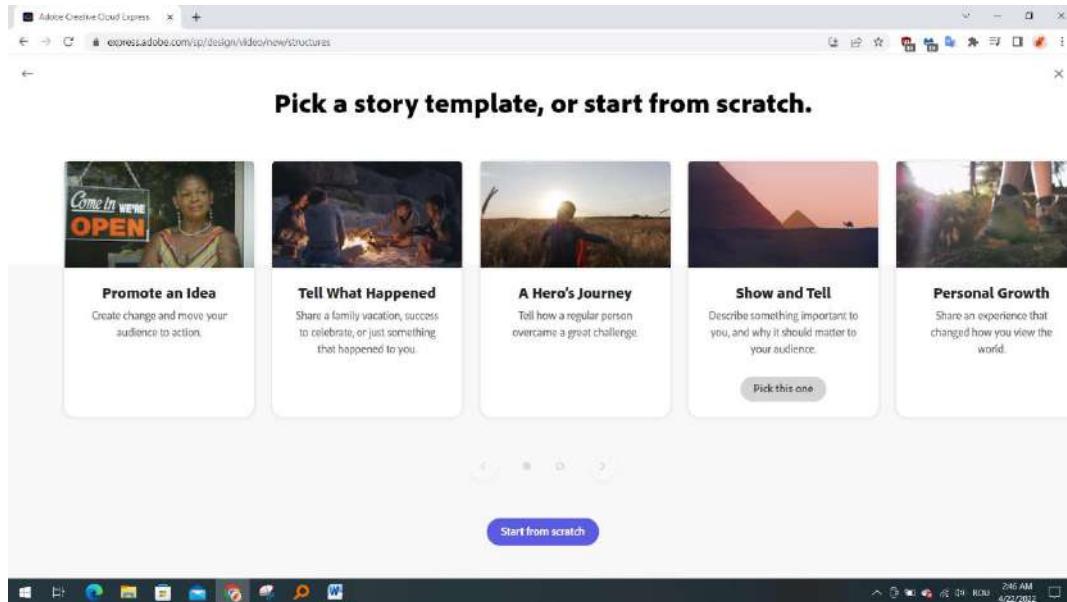 Adobe Creative Cloud Express
express.adobe.com/sp/design/video/new/structures
Pick a story template, or start from scratch.
Come in WE'RE
OPEN
Promote an Idea
Create change and move your
audience to action.
Tell What Happened
Share a family vacation, success
to celebrate, or just something
that happened to you.
A Hero's Journey
Tell how a regular person
overcame a great challenge.
Show and Tell
Describe something important to
you, and why it should matter to
your audience.
Pick this one
Personal Growth
Share an experience that
changed how you view the
world.
Start from scratch
ROU
2:46 AM
4/22/2022